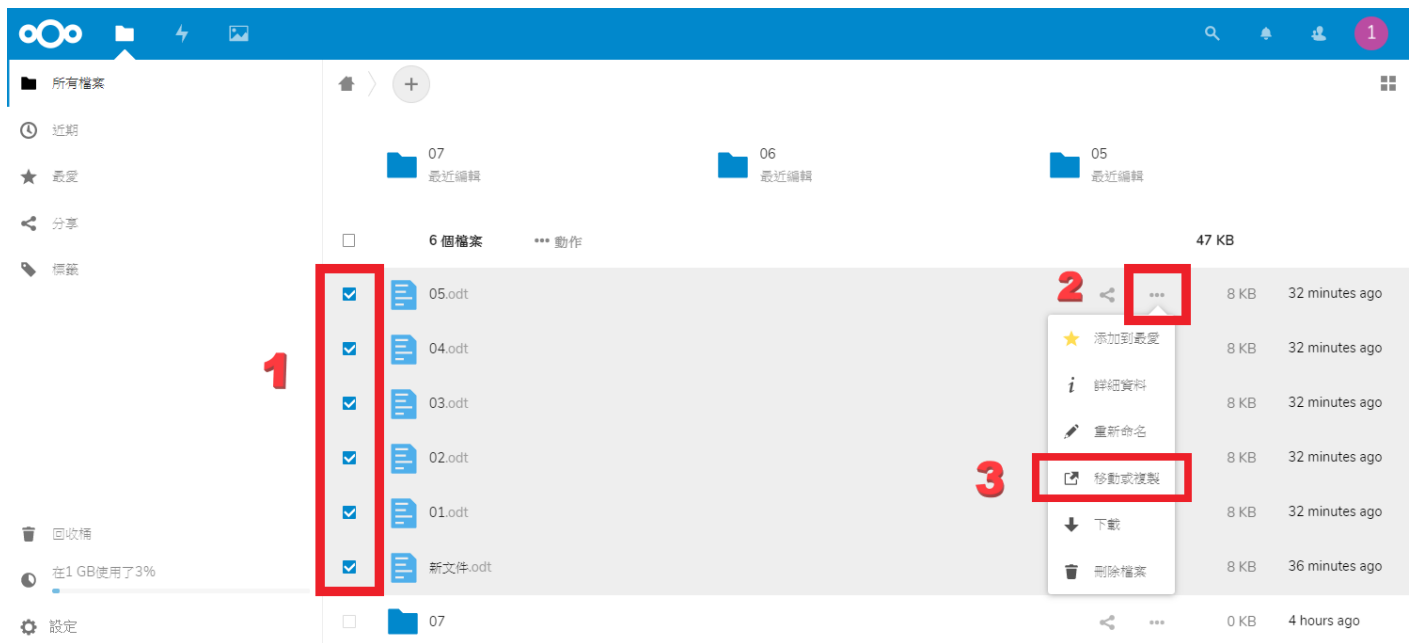 1
所有檔案
近期
最愛
分享
標籤
回收桶
在1 GB使用了3%
設定
+
07
最近編輯
06
最近編輯
05
最近編輯
6 個檔案 ••• 動作 47 KB
05.odt 8 KB 32 minutes ago
04.odt 8 KB 32 minutes ago
03.odt 8 KB 32 minutes ago
02.odt 8 KB 32 minutes ago
01.odt 8 KB 32 minutes ago
新文件.odt 8 KB 36 minutes ago
07 0 KB 4 hours ago
添加到最愛
詳細資料
重新命名
移動或複製
下載
刪除檔案
1
2
3